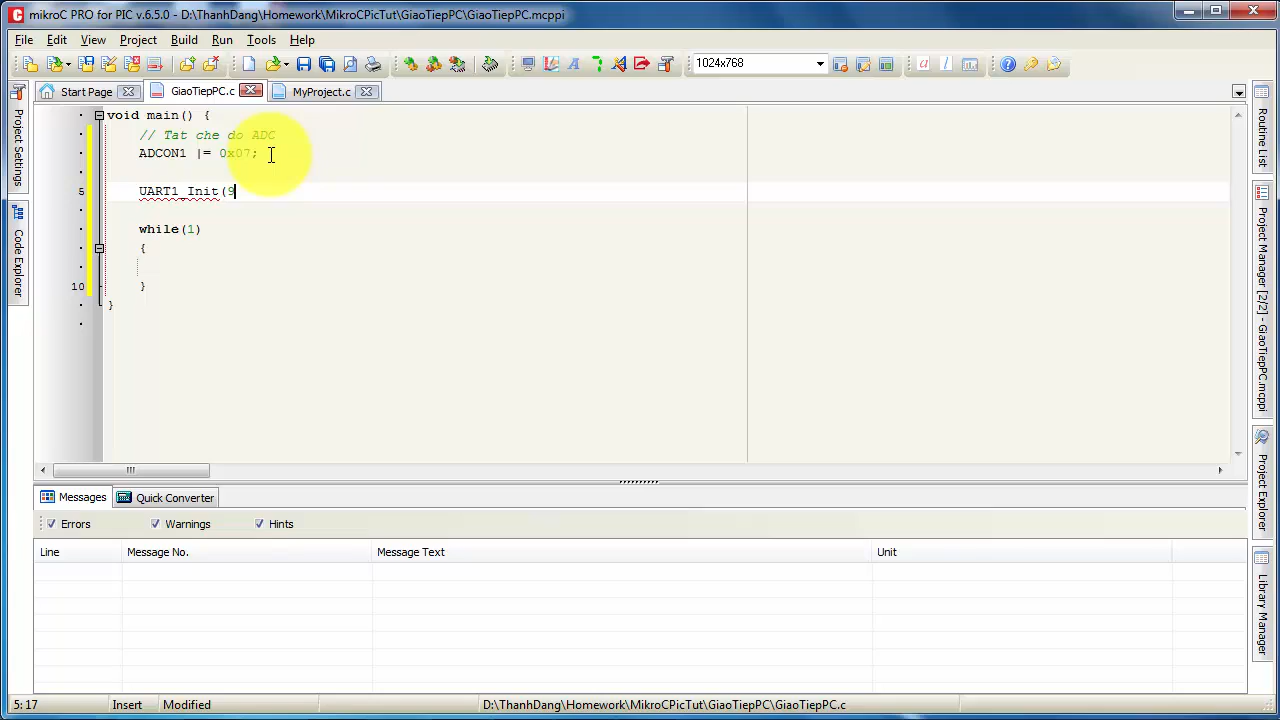 mikroC PRO for PIC v.6.5.0 - D:\ThanhDang\Homework\MikroCPicTut\GiaoTiepPC\GiaoTiepPC.mcppi
File Edit View Project Build Run Tools Help
1024x768
Start Page GiaoTiepPC.c MyProject.c
void main() {
// Tat che do ADC
ADCON1 |= 0x07;
5 UART1_Init(9
while(1)
{
10 }
}
Project Settings
Code Explorer
Routine List
Project Manager [2/2] - GiaoTiepPC.mcppi
Project Explorer
Library Manager
Messages Quick Converter
Errors Warnings Hints
Line Message No. Message Text Unit
5:17 Insert Modified D:\ThanhDang\Homework\MikroCPicTut\GiaoTiepPC\GiaoTiepPC.c